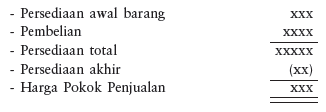 - Persediaan awal barang xxx
- Pembelian xxxx
- Persediaan total xxxxx
- Persediaan akhir (xx)
- Harga Pokok Penjualan xxx